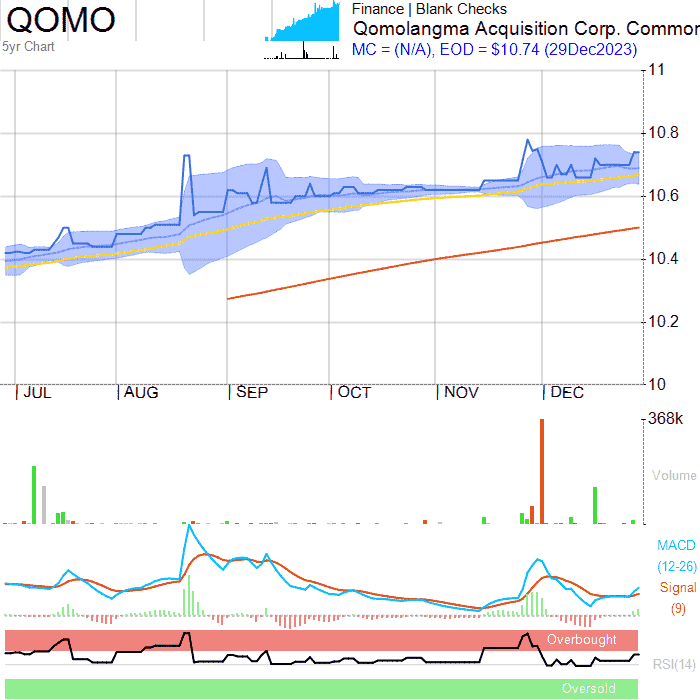 QOMO
5yr Chart
Finance | Blank Checks
Qomolangma Acquisition Corp. Common
MC = (N/A), EOD = $10.74 (29Dec2023)
11
10.8
10.6
10.4
10.2
10
JUL AUG SEP OCT NOV DEC
368k
Volume
MACD
(12-26)
Signal
(9)
Overbought
RSI(14)
Oversold